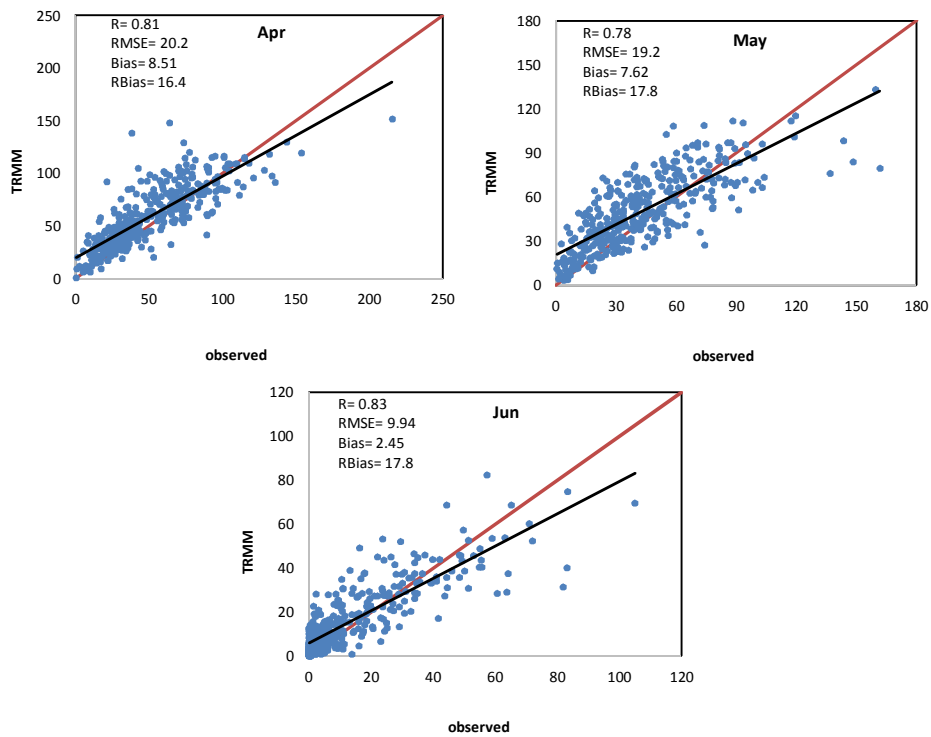 R= 0.81
RMSE= 20.2
Bias= 8.51
RBias= 16.4
Apr
TRMM
250
200
150
100
50
0
0 50 100 150 200 250
observed
R= 0.78
RMSE= 19.2
Bias= 7.62
RBias= 17.8
May
TRMM
180
150
120
90
60
30
0
0 30 60 90 120 150 180
observed
R= 0.83
RMSE= 9.94
Bias= 2.45
RBias= 17.8
Jun
TRMM
120
100
80
60
40
20
0
0 20 40 60 80 100 120
observed